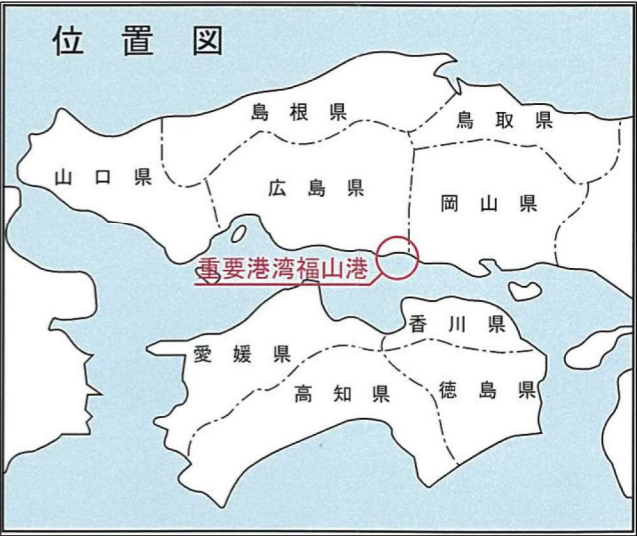 位置図
島根県
鳥取県
山口県
広島県
岡山県
重要港湾福山港
香川県
愛媛県
高知県
徳島県